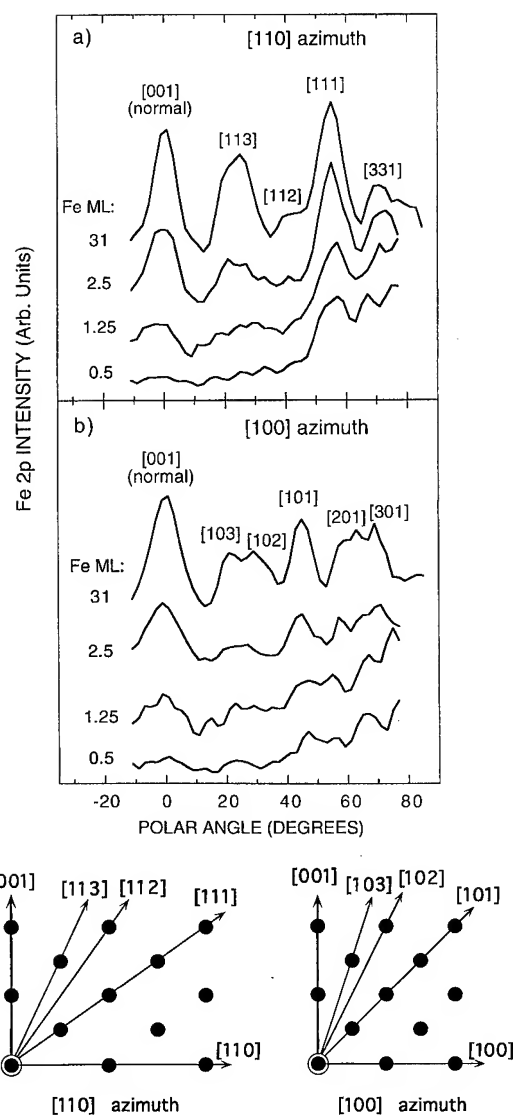 a)
[110] azimuth
[001]
(normal)
[113]
[112]
[111]
[331]
Fe ML:
31
2.5
1.25
0.5
Fe 2p INTENSITY (Arb. Units)
b)
[100] azimuth
[001]
(normal)
[103]
[102]
[101]
[201]
[301]
Fe ML:
31
2.5
1.25
0.5
-20 0 20 40 60 80
POLAR ANGLE (DEGREES)
001]
[113]
[112]
[111]
[110]
[110] azimuth
[001]
[103]
[102]
[101]
[100]
[100] azimuth